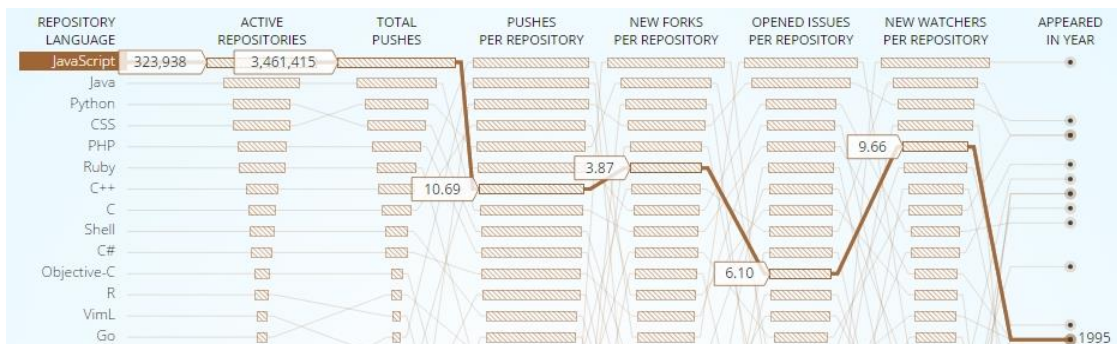 REPOSITORY LANGUAGE
ACTIVE REPOSITORIES
TOTAL PUSHES
PUSHES PER REPOSITORY
NEW FORKS PER REPOSITORY
OPENED ISSUES PER REPOSITORY
NEW WATCHERS PER REPOSITORY
APPEARED IN YEAR
JavaScript 323,938 3,461,415
Java
Python
CSS
PHP 9.66
Ruby 3.87
C++ 10.69
C
Shell
C#
Objective-C 6.10
R
VimL
Go 1995